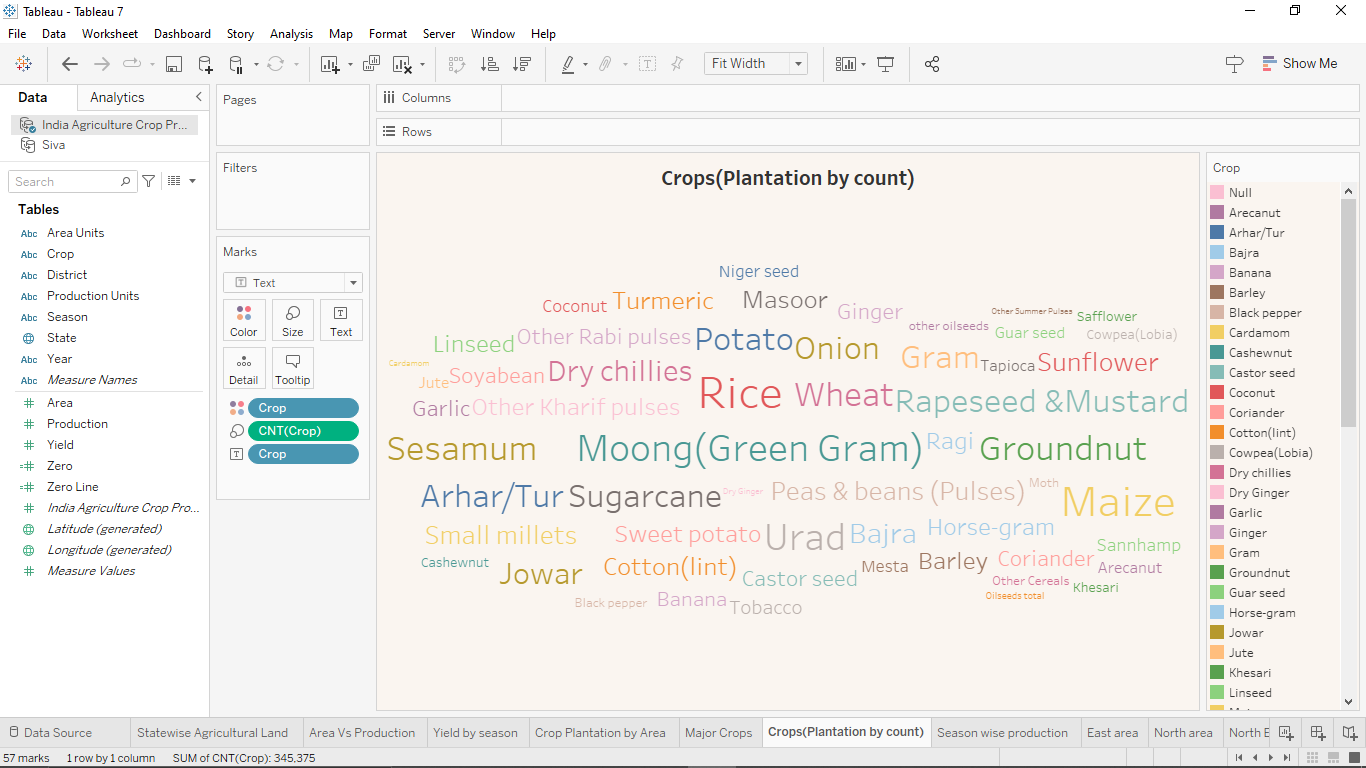 Tableau - Tableau 7
File Data Worksheet Dashboard Story Analysis Map Format Server Window Help
Fit Width
Show Me
Data Analytics
India Agriculture Crop Pr...
Siva
Search
Tables
Abc Area Units
Abc Crop
Abc District
Abc Production Units
Abc Season
State
Abc Year
Abc Measure Names
Area
Production
Yield
Zero
Zero Line
India Agriculture Crop Pro...
Latitude (generated)
Longitude (generated)
Measure Values
Pages
Filters
Marks
Text
Color Size Text
Detail Tooltip
Crop
CNT(Crop)
Crop
Columns
Rows
Crops(Plantation by count)
Niger seed
Coconut Turmeric Masoor Ginger Other Summer Pulses Safflower
other oilseeds
Linseed Other Rabi pulses Potato Onion Guar seed Cowpea(Lobia)
Cardamom Jute Soyabean Dry chillies Gram Tapioca Sunflower
Garlic Other Kharif pulses Rice Wheat Rapeseed &Mustard
Sesamum Moong(Green Gram) Ragi Groundnut
Arhar/Tur Sugarcane Dry Ginger Peas & beans (Pulses) Moth Maize
Small millets Sweet potato Urad Bajra Horse-gram Sannhamp
Cashewnut Jowar Cotton(lint) Castor seed Mesta Barley Coriander Arecanut
Other Cereals Khesari
Black pepper Banana Tobacco Oilseeds total
Crop
Null
Arecanut
Arhar/Tur
Bajra
Banana
Barley
Black pepper
Cardamom
Cashewnut
Castor seed
Coconut
Coriander
Cotton(lint)
Cowpea(Lobia)
Dry chillies
Dry Ginger
Garlic
Ginger
Gram
Groundnut
Guar seed
Horse-gram
Jowar
Jute
Khesari
Linseed
Data Source Statewise Agricultural Land Area Vs Production Yield by season Crop Plantation by Area Major Crops Crops(Plantation by count) Season wise production East area North area North E
57 marks 1 row by 1 column SUM of CNT(Crop): 345,375